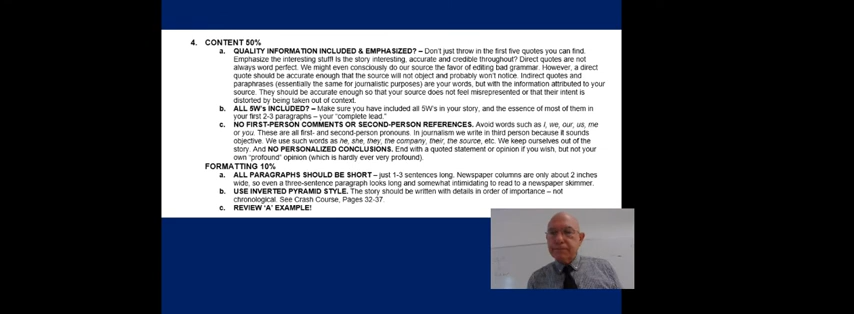 4. CONTENT 50%
a. QUALITY INFORMATION INCLUDED & EMPHASIZED? – Don't just throw in the first five quotes you can find.
Emphasize the interesting stuff! Is the story interesting, accurate and credible throughout? Direct quotes are not
always word perfect. We might even consciously do our source the favor of editing bad grammar. However, a direct
quote should be accurate enough that the source will not object and probably won't notice. Indirect quotes and
paraphrases (essentially the same for journalistic purposes) are your words, but with the information attributed to your
source. They should be accurate enough so that your source does not feel misrepresented or that their intent is
distorted by being taken out of context.
b. ALL 5W'S INCLUDED? – Make sure you have included all 5W's in your story, and the essence of most of them in
your first 2-3 paragraphs – your "complete lead."
c. NO FIRST-PERSON COMMENTS OR SECOND-PERSON REFERENCES. Avoid words such as I, we, our, us, me
or you. These are all first- and second-person pronouns. In journalism we write in third person because it sounds
objective. We use such words as he, she, they, the company, their, the source, etc. We keep ourselves out of the
story. And NO PERSONALIZED CONCLUSIONS. End with a quoted statement or opinion if you wish, but not your
own "profound" opinion (which is hardly ever very profound).
FORMATTING 10%
a. ALL PARAGRAPHS SHOULD BE SHORT – just 1-3 sentences long. Newspaper columns are only about 2 inches
wide, so even a three-sentence paragraph looks long and somewhat intimidating to read to a newspaper skimmer.
b. USE INVERTED PYRAMID STYLE. The story should be written with details in order of importance – not
chronological. See Crash Course, Pages 32-37.
c. REVIEW 'A' EXAMPLE!